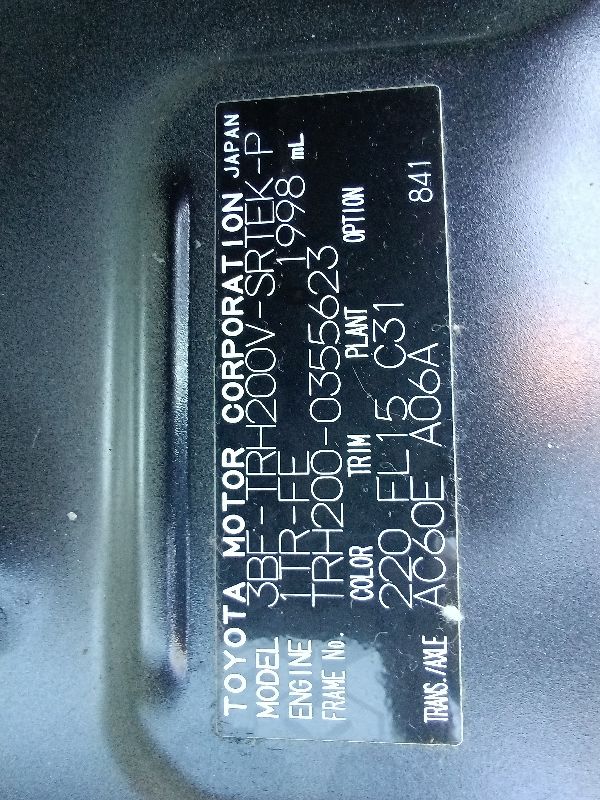 TOYOTA MOTOR CORPORATION JAPAN
MODEL 3BF-TRH200V-SRTEK-P
ENGINE 1TR-FE 1998 mL
FRAME No. TRH200-0355623
COLOR TRIM PLANT OPTION
220 FL15 C31
TRANS./AXLE AC60E A06A 841